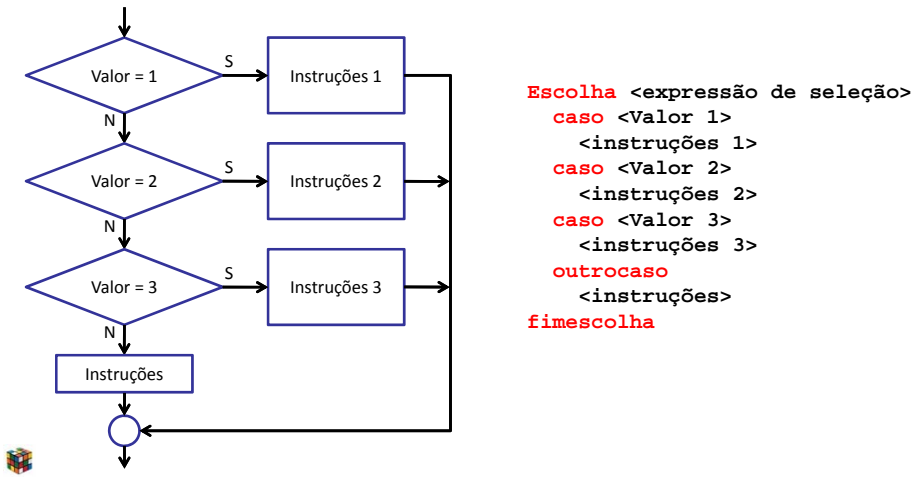 Valor = 1
S
Instruções 1
N
Valor = 2
S
Instruções 2
N
Valor = 3
S
Instruções 3
N
Instruções
Escolha <expressão de seleção>
caso <Valor 1>
<instruções 1>
caso <Valor 2>
<instruções 2>
caso <Valor 3>
<instruções 3>
outrocaso
<instruções>
fimescolha